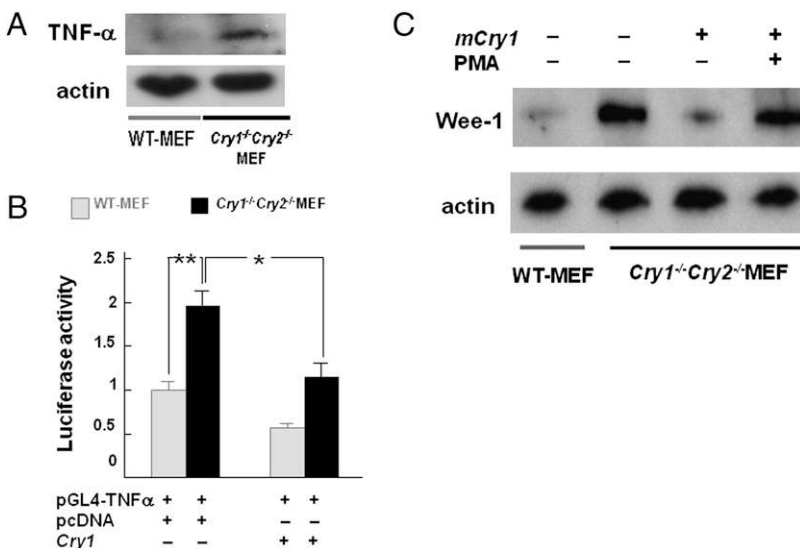 A
TNF-α
actin
WT-MEF
Cry1-/-Cry2-/-
MEF
B
WT-MEF
Cry1-/-Cry2-/-MEF
Luciferase activity
2.5
2
1.5
1
0.5
0
**
*
pGL4-TNFα + + + +
pcDNA + + – –
Cry1 – – + +
C
mCry1 – – + +
PMA – – – +
Wee-1
actin
WT-MEF
Cry1-/-Cry2-/-MEF